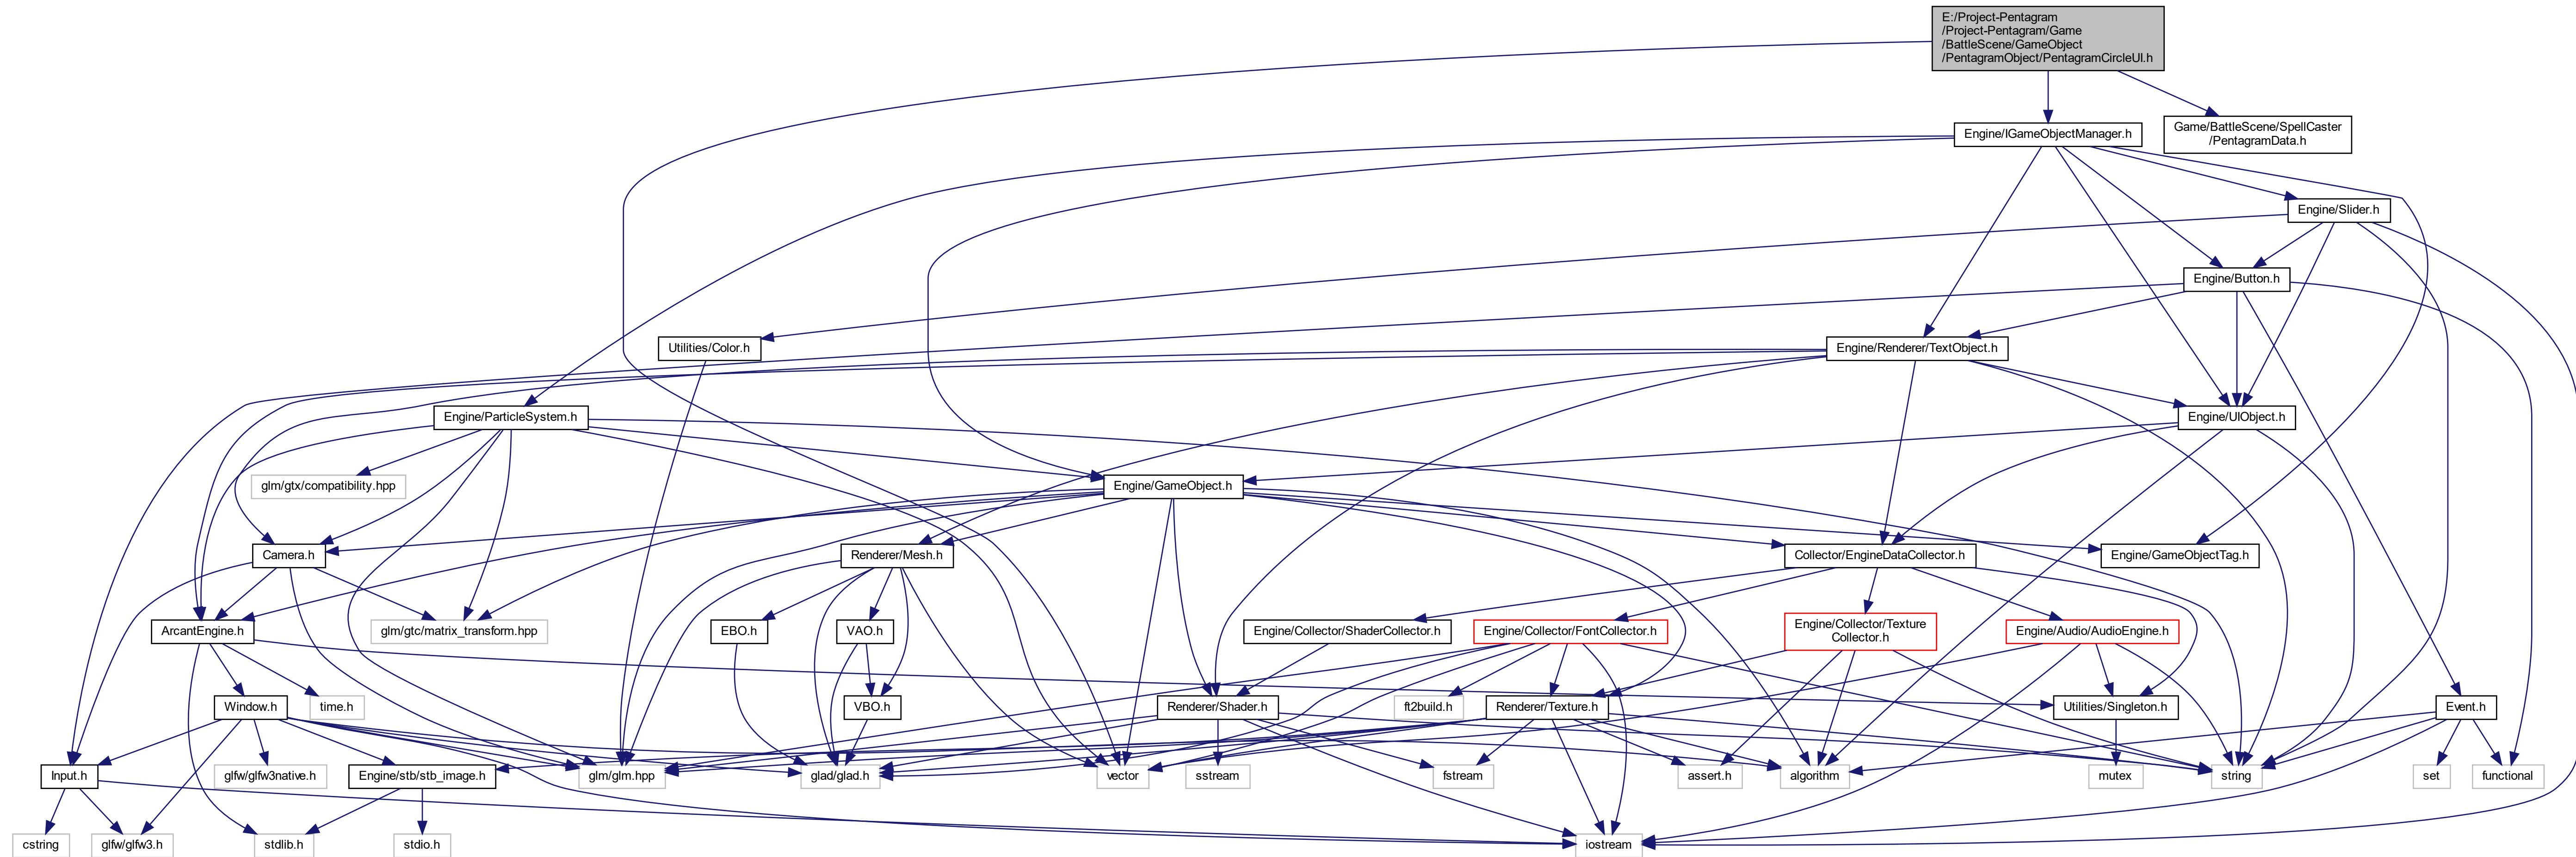 E:/Project-Pentagram
/Project-Pentagram/Game
/BattleScene/GameObject
/PentagramObject/PentagramCircleUI.h
Engine/IGameObjectManager.h
Game/BattleScene/SpellCaster
/PentagramData.h
Engine/Slider.h
Engine/Button.h
Utilities/Color.h
Engine/Renderer/TextObject.h
Engine/ParticleSystem.h
Engine/UIObject.h
glm/gtx/compatibility.hpp
Engine/GameObject.h
Camera.h
Renderer/Mesh.h
Collector/EngineDataCollector.h
Engine/GameObjectTag.h
ArcantEngine.h
glm/gtc/matrix_transform.hpp
EBO.h
VAO.h
Engine/Collector/ShaderCollector.h
Engine/Collector/FontCollector.h
Engine/Collector/Texture
Collector.h
Engine/Audio/AudioEngine.h
Window.h
time.h
VBO.h
Renderer/Shader.h
ft2build.h
Renderer/Texture.h
Utilities/Singleton.h
Event.h
Input.h
glfw/glfw3native.h
Engine/stb/stb_image.h
glm/glm.hpp
glad/glad.h
vector
sstream
fstream
assert.h
algorithm
mutex
string
set
functional
cstring
glfw/glfw3.h
stdlib.h
stdio.h
iostream